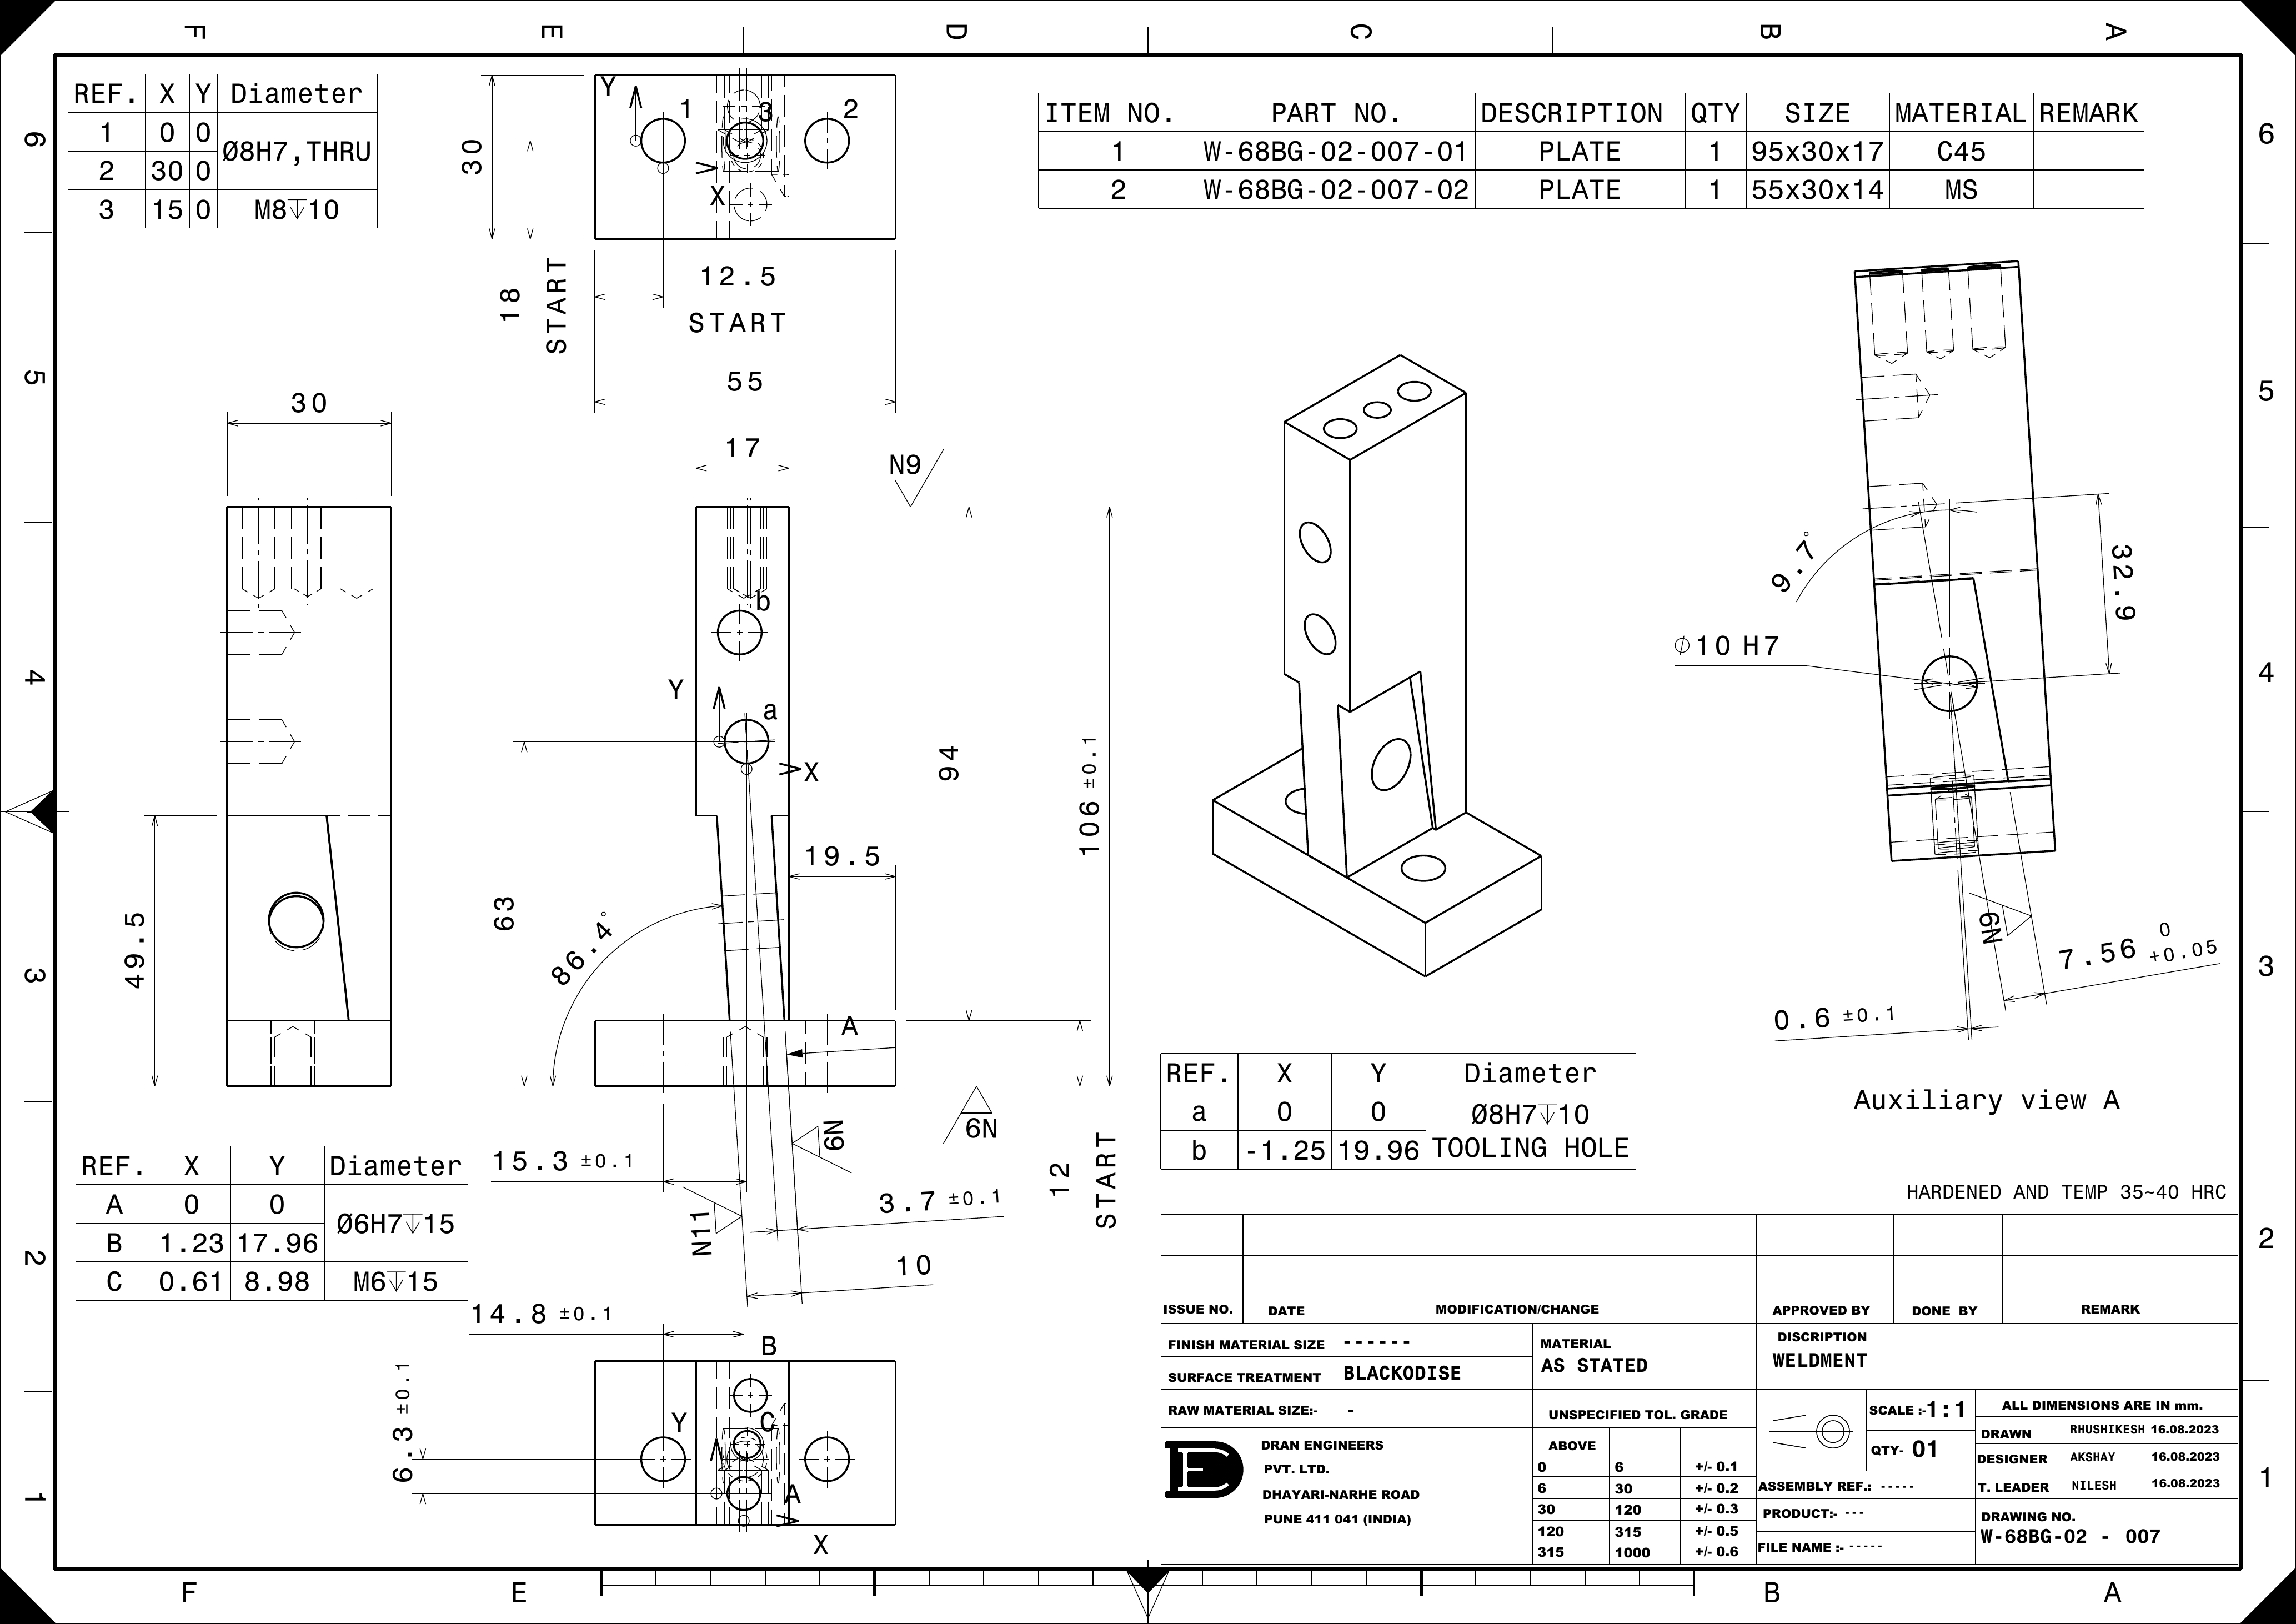 F E D C B A
6 5 4 3 2 1
REF. X Y Diameter
1 0 0 Ø8H7,THRU
2 30 0
3 15 0 M8↧10
Y 1 3 2
X
30
18
START
12.5
START
55
ITEM NO. PART NO. DESCRIPTION QTY SIZE MATERIAL REMARK
1 W-68BG-02-007-01 PLATE 1 95x30x17 C45
2 W-68BG-02-007-02 PLATE 1 55x30x14 MS
6 5 4 3 2 1
30
49.5
17
N9
b
Y a
X
94
106 ±0.1
63
19.5
86.4°
A
N9
N9
15.3 ±0.1
N11
3.7 ±0.1
10
12
START
9.7°
32.9
Ø10 H7
N9
7.56 0 +0.05
0.6 ±0.1
Auxiliary view A
REF. X Y Diameter
a 0 0 Ø8H7↧10
b -1.25 19.96 TOOLING HOLE
REF. X Y Diameter
A 0 0 Ø6H7↧15
B 1.23 17.96
C 0.61 8.98 M6↧15
14.8 ±0.1
6.3 ±0.1
B
Y C
A
X
HARDENED AND TEMP 35~40 HRC
ISSUE NO. DATE MODIFICATION/CHANGE APPROVED BY DONE BY REMARK
FINISH MATERIAL SIZE ------
SURFACE TREATMENT BLACKODISE
RAW MATERIAL SIZE:- -
MATERIAL
AS STATED
DISCRIPTION
WELDMENT
UNSPECIFIED TOL. GRADE
ABOVE
0 6 +/- 0.1
6 30 +/- 0.2
30 120 +/- 0.3
120 315 +/- 0.5
315 1000 +/- 0.6
DE
DRAN ENGINEERS
PVT. LTD.
DHAYARI-NARHE ROAD
PUNE 411 041 (INDIA)
SCALE :-1:1
QTY- 01
ALL DIMENSIONS ARE IN mm.
DRAWN RHUSHIKESH 16.08.2023
DESIGNER AKSHAY 16.08.2023
T. LEADER NILESH 16.08.2023
ASSEMBLY REF.: -----
PRODUCT:- ---
FILE NAME :- -----
DRAWING NO.
W-68BG-02 - 007
F E B A